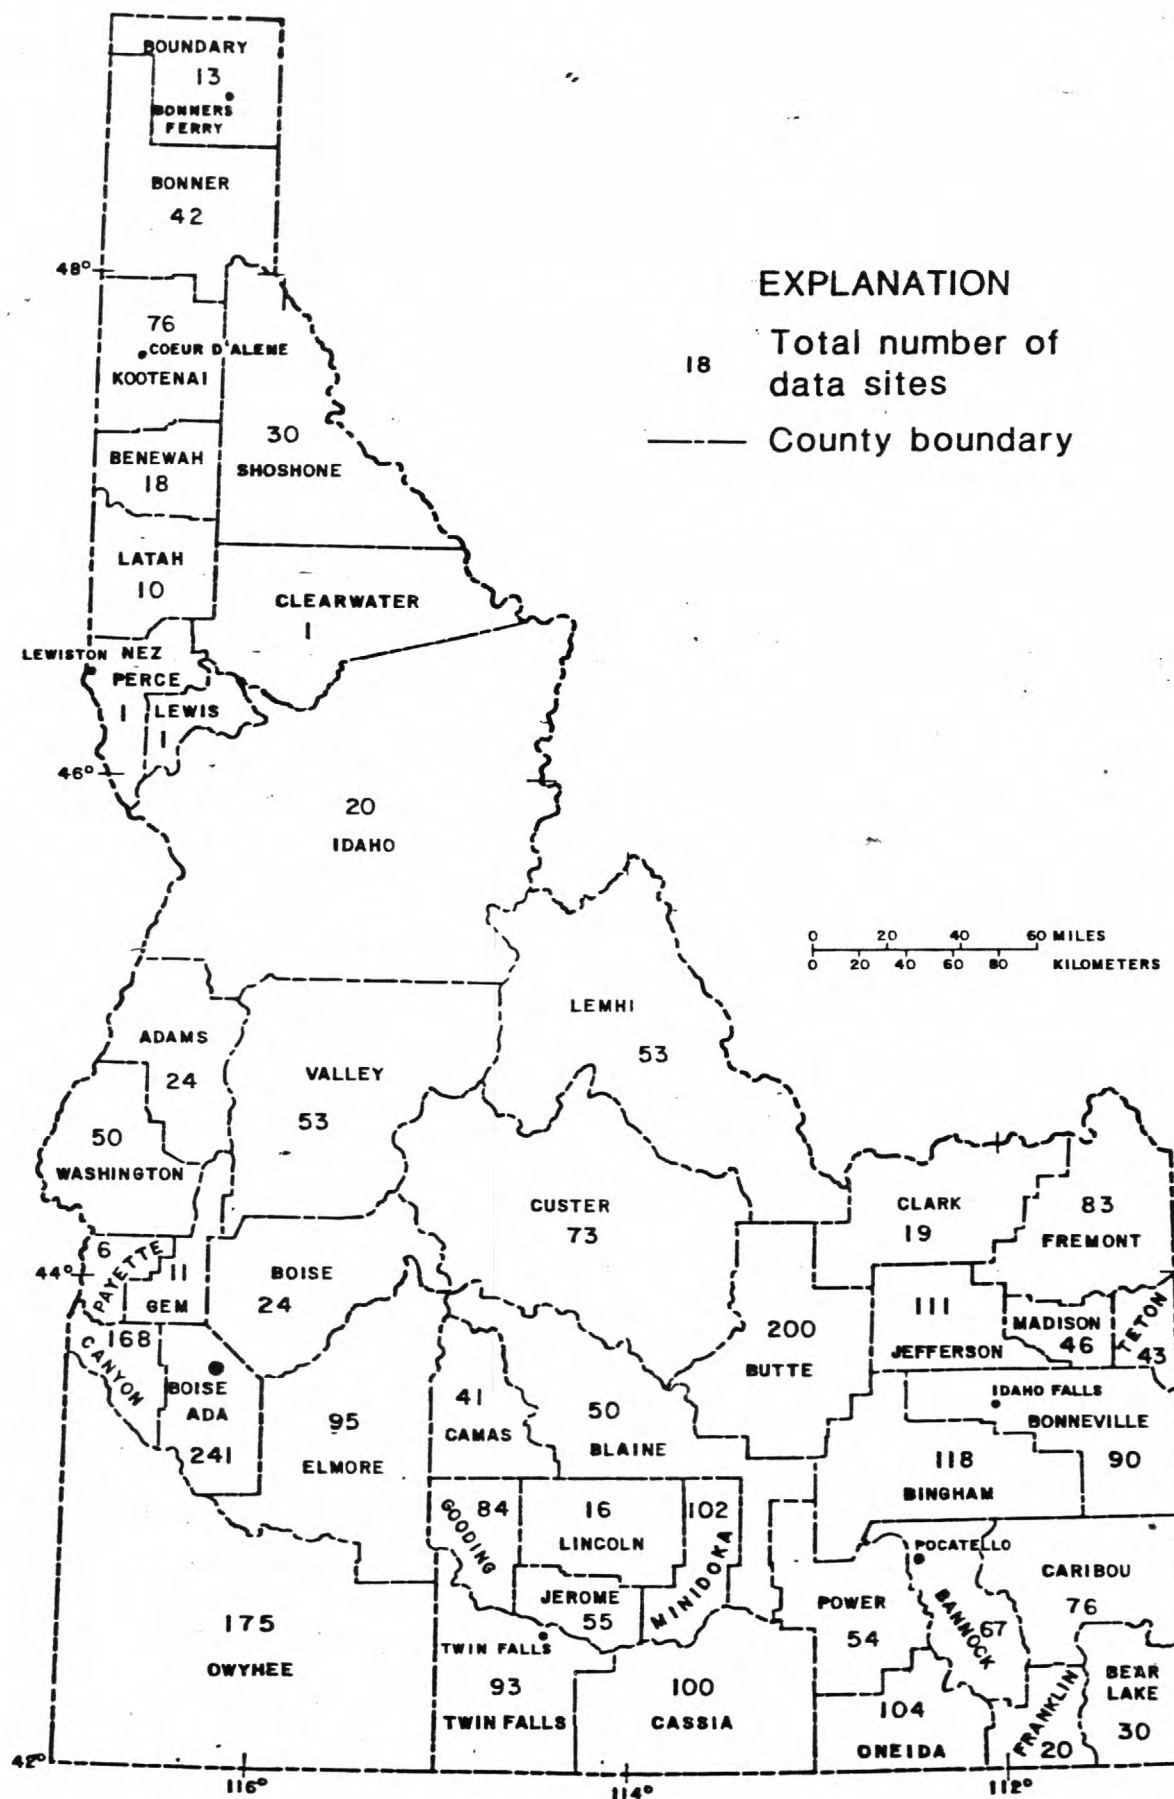 BOUNDARY
13
BONNERS
FERRY
BONNER
42
48°
EXPLANATION
18 Total number of
data sites
County boundary
76
COEUR D'ALENE
KOOTENAI
30
SHOSHONE
BENEWAH
18
LATAH
10
CLEARWATER
1
LEWISTON
NEZ
PERCE
1
LEWIS
1
46°
20
IDAHO
0 20 40 60 MILES
0 20 40 60 80 KILOMETERS
LEMHI
53
ADAMS
24
VALLEY
53
50
WASHINGTON
CUSTER
73
CLARK
19
83
FREMONT
6
PAYETTE
44°
11
GEM
BOISE
24
200
BUTTE
111
JEFFERSON
MADISON
46
TETON
43
168
CANYON
BOISE
ADA
241
95
ELMORE
41
CAMAS
50
BLAINE
IDAHO FALLS
BONNEVILLE
90
118
BINGHAM
84
GOODING
16
LINCOLN
102
MINIDOKA
JEROME
55
POCATELLO
CARIBOU
76
POWER
54
BANNOCK
67
175
OWYHEE
TWIN FALLS
93
TWIN FALLS
100
CASSIA
104
ONEIDA
FRANKLIN
20
BEAR
LAKE
30
42°
116°
114°
112°